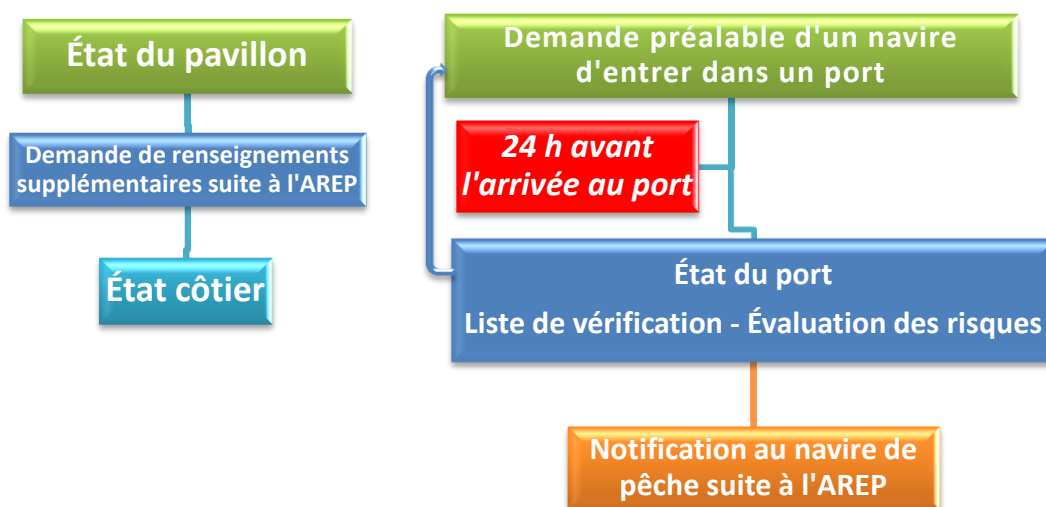 État du pavillon
Demande de renseignements
supplémentaires suite à l'AREP
État côtier
Demande préalable d'un navire
d'entrer dans un port
24 h avant
l'arrivée au port
État du port
Liste de vérification - Évaluation des risques
Notification au navire de
pêche suite à l'AREP